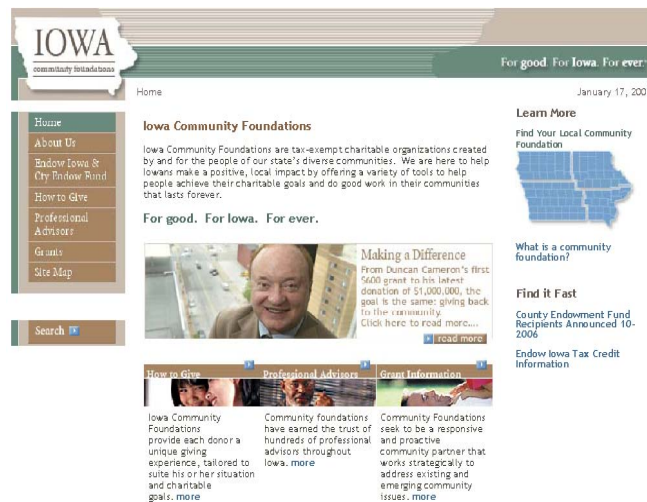 IOWA
community foundations
For good. For Iowa. For ever.
Home
January 17, 200
Home
About Us
Endow Iowa &
Cty Endow Fund
How to Give
Professional
Advisors
Grants
Site Map
Search
Iowa Community Foundations
Iowa Community Foundations are tax-exempt charitable organizations created
by and for the people of our state's diverse communities. We are here to help
Iowans make a positive, local impact by offering a variety of tools to help
people achieve their charitable goals and do good work in their communities
that lasts forever.
For good. For Iowa. For ever.
Making a Difference
From Duncan Cameron's first
$600 grant to his latest
donation of $1,000,000, the
goal is the same: giving back
to the community.
Click here to read more....
read more
How to Give
Iowa Community
Foundations
provide each donor a
unique giving
experience, tailored to
suite his or her situation
and charitable
goals. more
Professional Advisors
Community foundations
have earned the trust of
hundreds of professional
advisors throughout
Iowa. more
Grant Information
Community Foundations
seek to be a responsive
and proactive
community partner that
works strategically to
address existing and
emerging community
issues. more
Learn More
Find Your Local Community
Foundation
What is a community
foundation?
Find it Fast
County Endowment Fund
Recipients Announced 10-
2006
Endow Iowa Tax Credit
Information